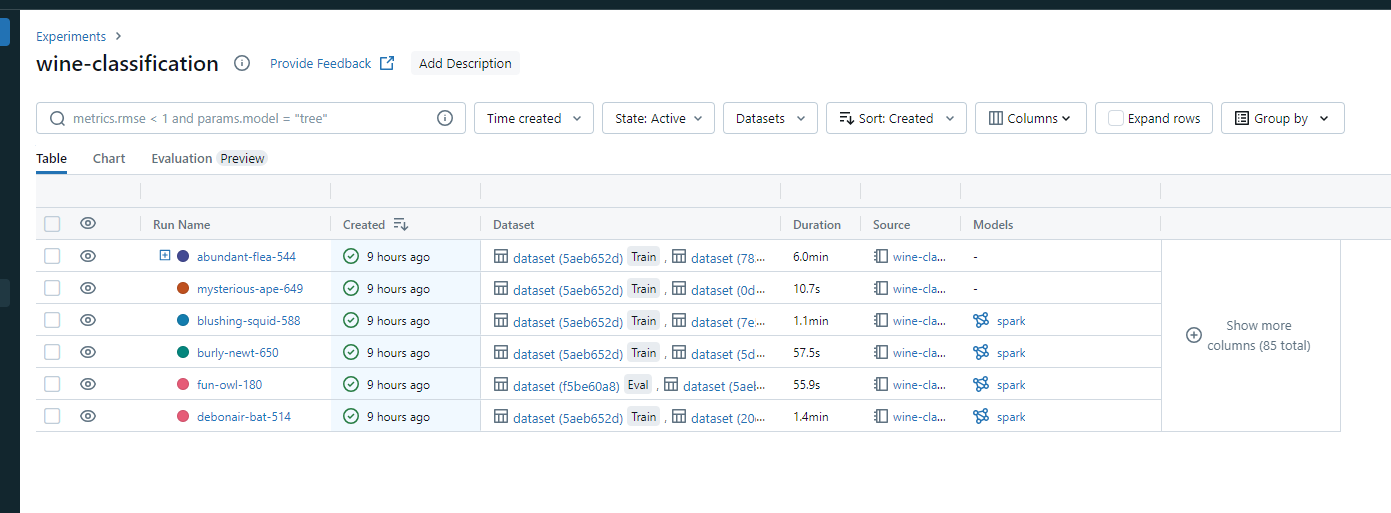 Experiments
wine-classification Provide Feedback Add Description
metrics.rmse < 1 and params.model = "tree" Time created State: Active Datasets Sort: Created Columns Expand rows Group by
Table Chart Evaluation Preview
Run Name Created Dataset Duration Source Models
abundant-flea-544 9 hours ago dataset (5aeb652d) Train , dataset (78... 6.0min wine-cla... -
mysterious-ape-649 9 hours ago dataset (5aeb652d) Train , dataset (0d... 10.7s wine-cla... -
blushing-squid-588 9 hours ago dataset (5aeb652d) Train , dataset (7e... 1.1min wine-cla... spark
burly-newt-650 9 hours ago dataset (5aeb652d) Train , dataset (5d... 57.5s wine-cla... spark
fun-owl-180 9 hours ago dataset (f5be60a8) Eval , dataset (5ael... 55.9s wine-cla... spark
debonair-bat-514 9 hours ago dataset (5aeb652d) Train , dataset (20... 1.4min wine-cla... spark
Show more
columns (85 total)